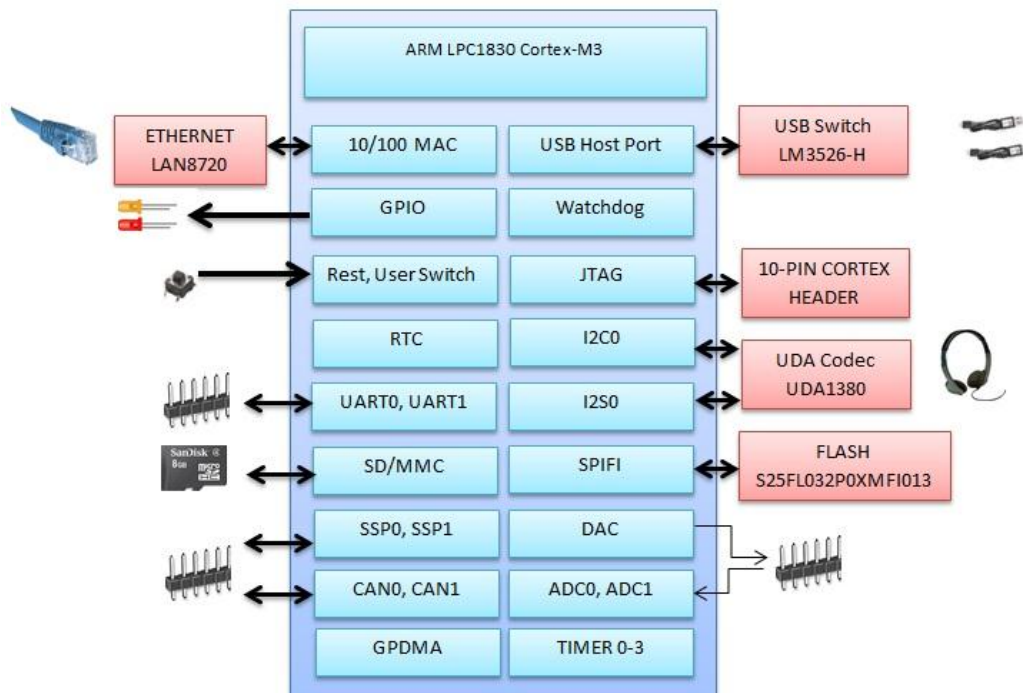 ARM LPC1830 Cortex-M3
ETHERNET
LAN8720
10/100 MAC
USB Host Port
USB Switch
LM3526-H
GPIO
Watchdog
Rest, User Switch
JTAG
10-PIN CORTEX
HEADER
RTC
I2C0
UDA Codec
UDA1380
UART0, UART1
I2S0
SanDisk
8GB
micro
SD/MMC
SPIFI
FLASH
S25FL032P0XMFI013
SSP0, SSP1
DAC
CAN0, CAN1
ADC0, ADC1
GPDMA
TIMER 0-3